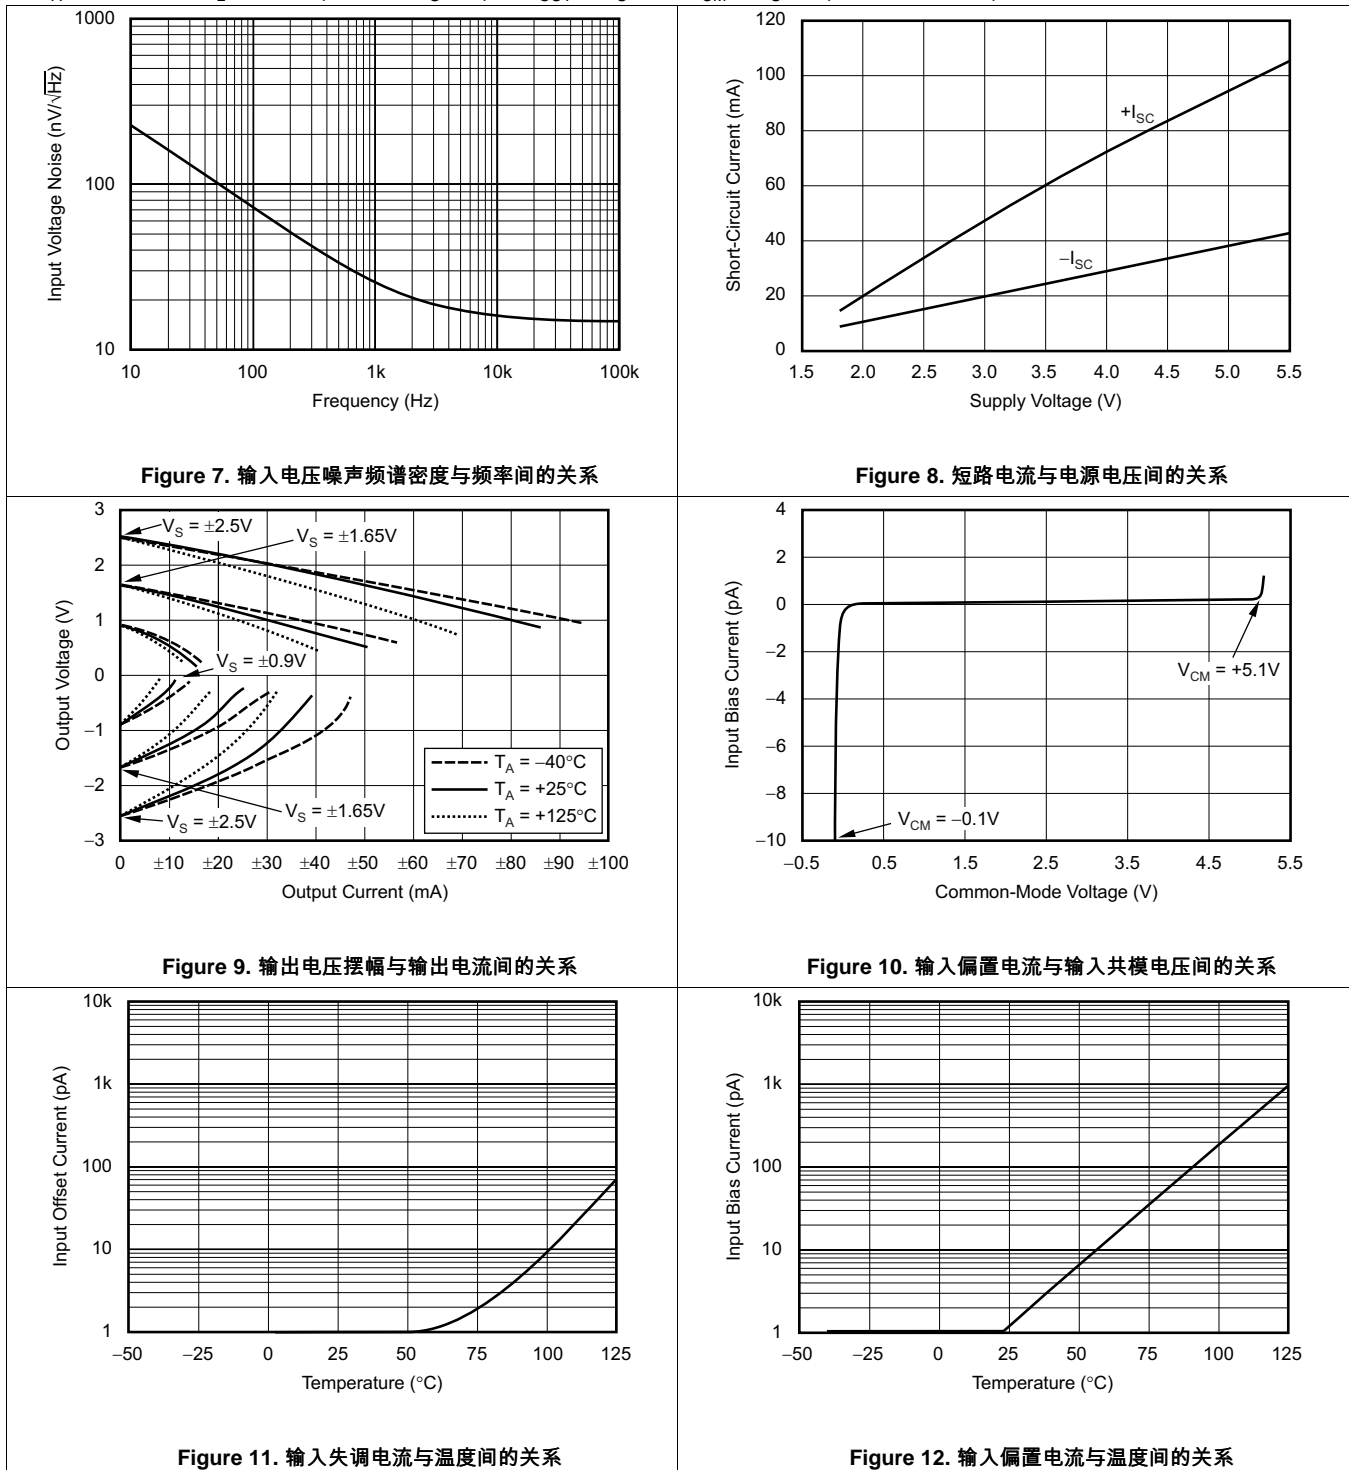 1000
100
10
Input Voltage Noise (nV/√Hz)
10 100 1k 10k 100k
Frequency (Hz)
Figure 7. 输入电压噪声频谱密度与频率间的关系
120
100
80
60
40
20
0
Short-Circuit Current (mA)
+I_SC
–I_SC
1.5 2.0 2.5 3.0 3.5 4.0 4.5 5.0 5.5
Supply Voltage (V)
Figure 8. 短路电流与电源电压间的关系
3
2
1
0
–1
–2
–3
Output Voltage (V)
V_S = ±2.5V
V_S = ±1.65V
V_S = ±0.9V
V_S = ±1.65V
V_S = ±2.5V
T_A = –40°C
T_A = +25°C
T_A = +125°C
0 ±10 ±20 ±30 ±40 ±50 ±60 ±70 ±80 ±90 ±100
Output Current (mA)
Figure 9. 输出电压摆幅与输出电流间的关系
4
2
0
–2
–4
–6
–8
–10
Input Bias Current (pA)
V_CM = +5.1V
V_CM = –0.1V
–0.5 0.5 1.5 2.5 3.5 4.5 5.5
Common-Mode Voltage (V)
Figure 10. 输入偏置电流与输入共模电压间的关系
10k
1k
100
10
1
Input Offset Current (pA)
–50 –25 0 25 50 75 100 125
Temperature (°C)
Figure 11. 输入失调电流与温度间的关系
10k
1k
100
10
1
Input Bias Current (pA)
–50 –25 0 25 50 75 100 125
Temperature (°C)
Figure 12. 输入偏置电流与温度间的关系